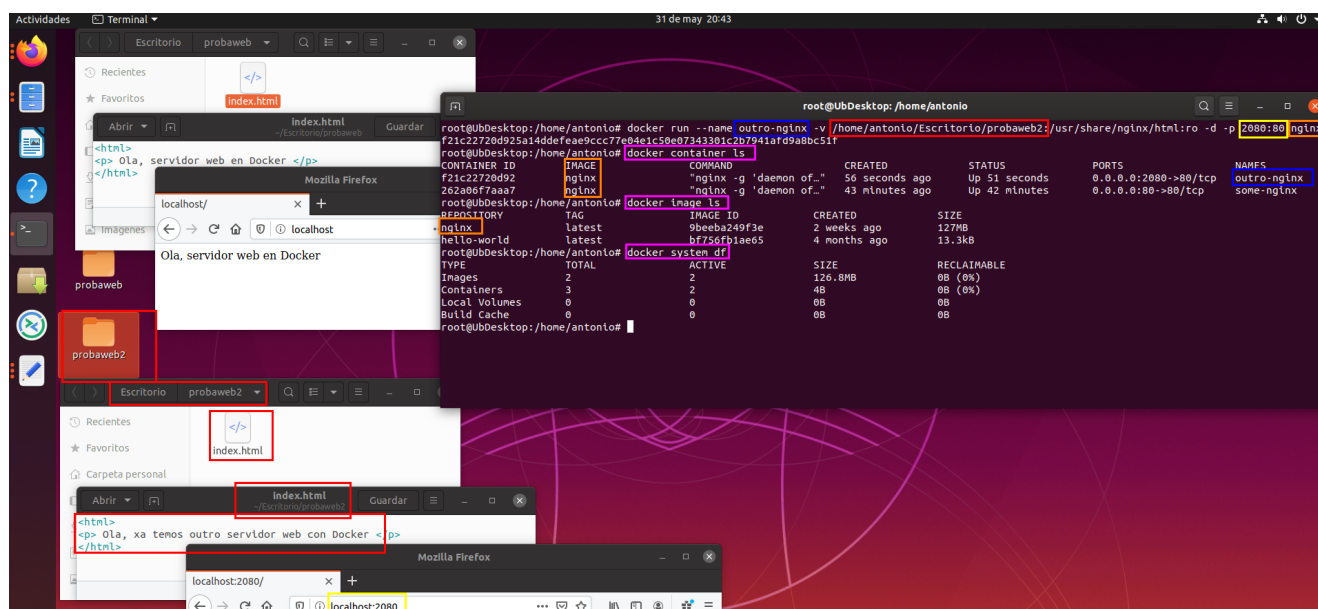 Actividades Terminal 31 de may 20:43
Escritorio probaweb
Recientes
Favoritos
index.html
Abrir index.html Guardar
~/Escritorio/probaweb
<html>
<p> Ola, servidor web en Docker </p>
</html>
Imágenes
Mozilla Firefox
localhost/
localhost
Ola, servidor web en Docker
probaweb
probaweb2
root@UbDesktop: /home/antonio
root@UbDesktop:/home/antonio# docker run --name outro-nginx -v /home/antonio/Escritorio/probaweb2:/usr/share/nginx/html:ro -d -p 2080:80 nginx
f21c22720d925a14ddefeae9ccc77e04e1c50e07343301c2b7941afd9a8bc51f
root@UbDesktop:/home/antonio# docker container ls
CONTAINER ID IMAGE COMMAND CREATED STATUS PORTS NAMES
f21c22720d92 nginx "nginx -g 'daemon of…" 56 seconds ago Up 51 seconds 0.0.0.0:2080->80/tcp outro-nginx
262a06f7aaa7 nginx "nginx -g 'daemon of…" 43 minutes ago Up 42 minutes 0.0.0.0:80->80/tcp some-nginx
root@UbDesktop:/home/antonio# docker image ls
REPOSITORY TAG IMAGE ID CREATED SIZE
nginx latest 9beeba249f3e 2 weeks ago 127MB
hello-world latest bf756fb1ae65 4 months ago 13.3kB
root@UbDesktop:/home/antonio# docker system df
TYPE TOTAL ACTIVE SIZE RECLAIMABLE
Images 2 2 126.8MB 0B (0%)
Containers 3 2 4B 0B (0%)
Local Volumes 0 0 0B 0B
Build Cache 0 0 0B 0B
root@UbDesktop:/home/antonio#
Escritorio probaweb2
Recientes
Favoritos
Carpeta personal
index.html
Abrir index.html Guardar
~/Escritorio/probaweb2
<html>
<p> Ola, xa temos outro servidor web con Docker </p>
</html>
Mozilla Firefox
localhost:2080/
localhost:2080